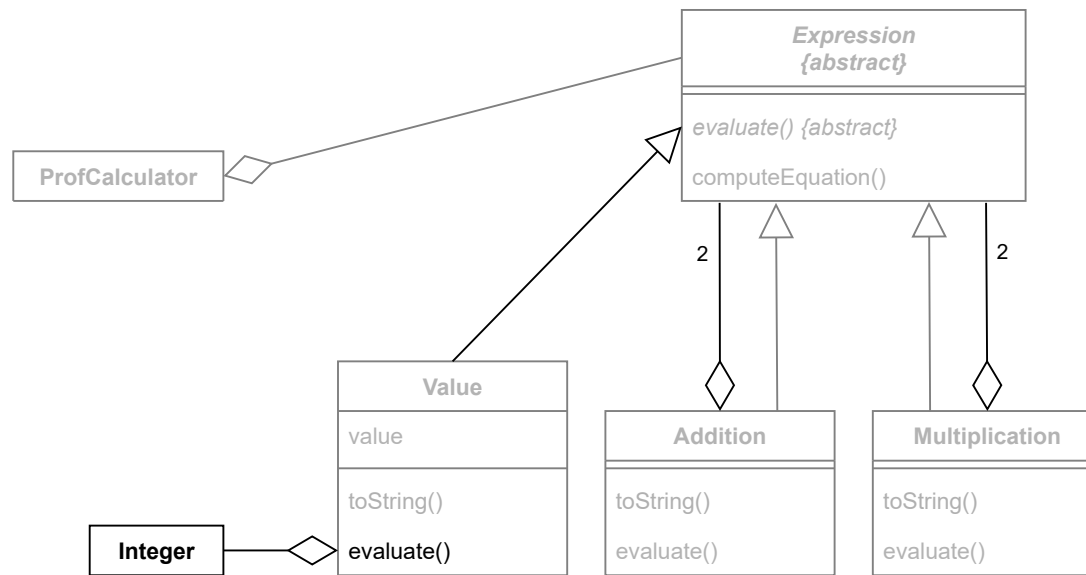 Expression
{abstract}
evaluate() {abstract}
computeEquation()
ProfCalculator
2
2
Value
value
toString()
evaluate()
Addition
toString()
evaluate()
Multiplication
toString()
evaluate()
Integer